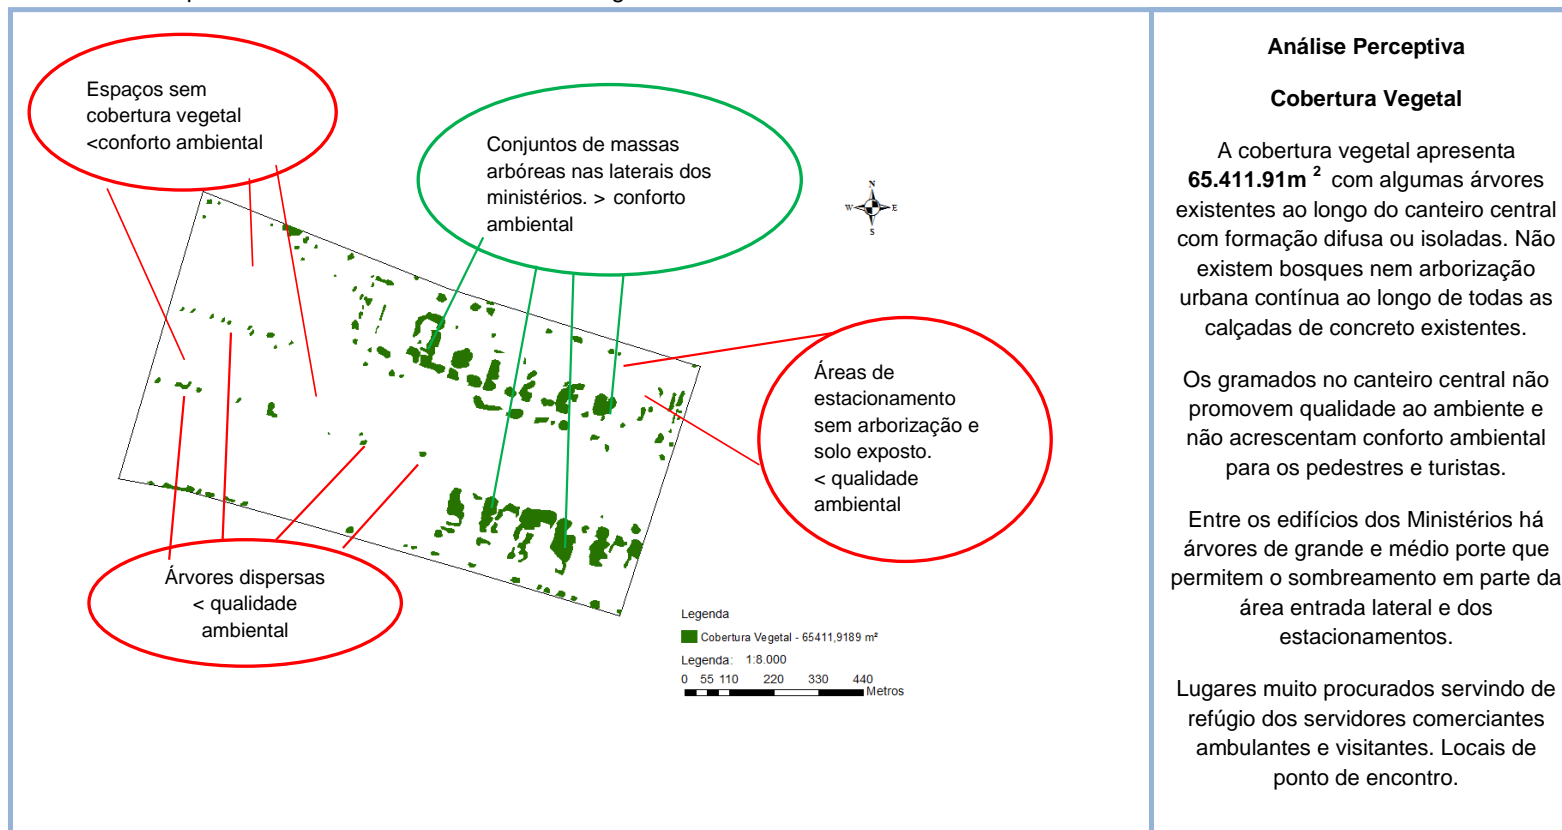 Espaços sem
cobertura vegetal
<conforto ambiental
Conjuntos de massas
arbóreas nas laterais dos
ministérios. > conforto
ambiental
N
W
E
S
Áreas de
estacionamento
sem arborização e
solo exposto.
< qualidade
ambiental
Árvores dispersas
< qualidade
ambiental
Legenda
Cobertura Vegetal - 65411,9189 m²
Legenda: 1:8.000
0 55 110 220 330 440
Metros
Análise Perceptiva
Cobertura Vegetal
A cobertura vegetal apresenta
65.411.91m ² com algumas árvores
existentes ao longo do canteiro central
com formação difusa ou isoladas. Não
existem bosques nem arborização
urbana contínua ao longo de todas as
calçadas de concreto existentes.
Os gramados no canteiro central não
promovem qualidade ao ambiente e
não acrescentam conforto ambiental
para os pedestres e turistas.
Entre os edifícios dos Ministérios há
árvores de grande e médio porte que
permitem o sombreamento em parte da
área entrada lateral e dos
estacionamentos.
Lugares muito procurados servindo de
refúgio dos servidores comerciantes
ambulantes e visitantes. Locais de
ponto de encontro.